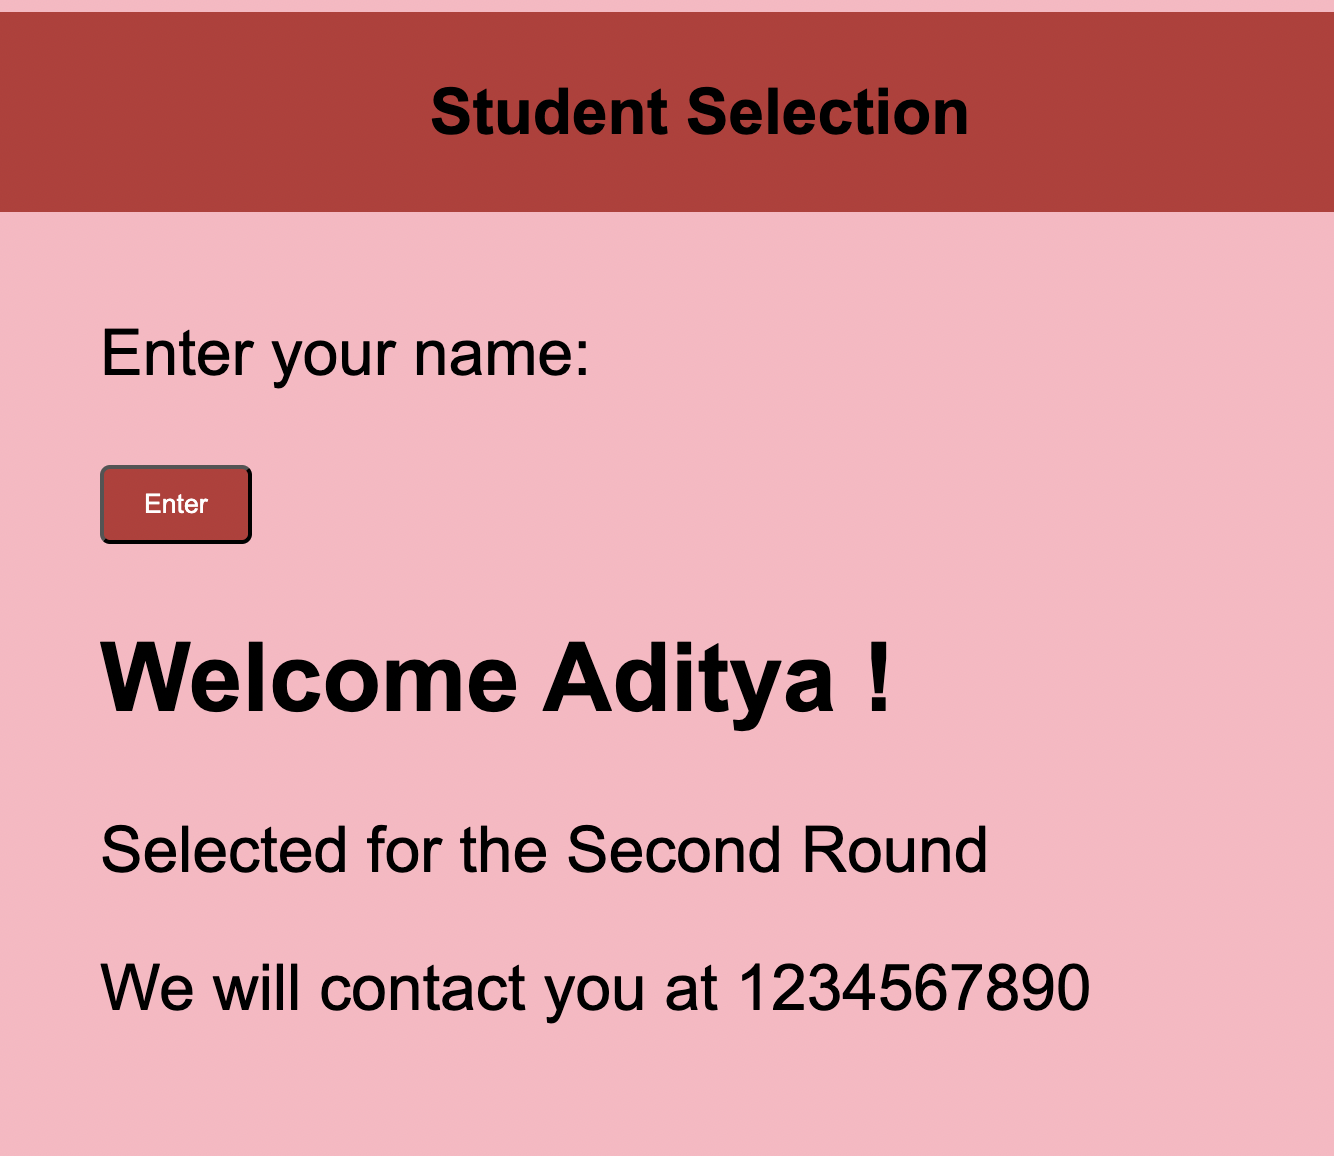 Student Selection
Enter your name:
Enter
Welcome Aditya !
Selected for the Second Round
We will contact you at 1234567890